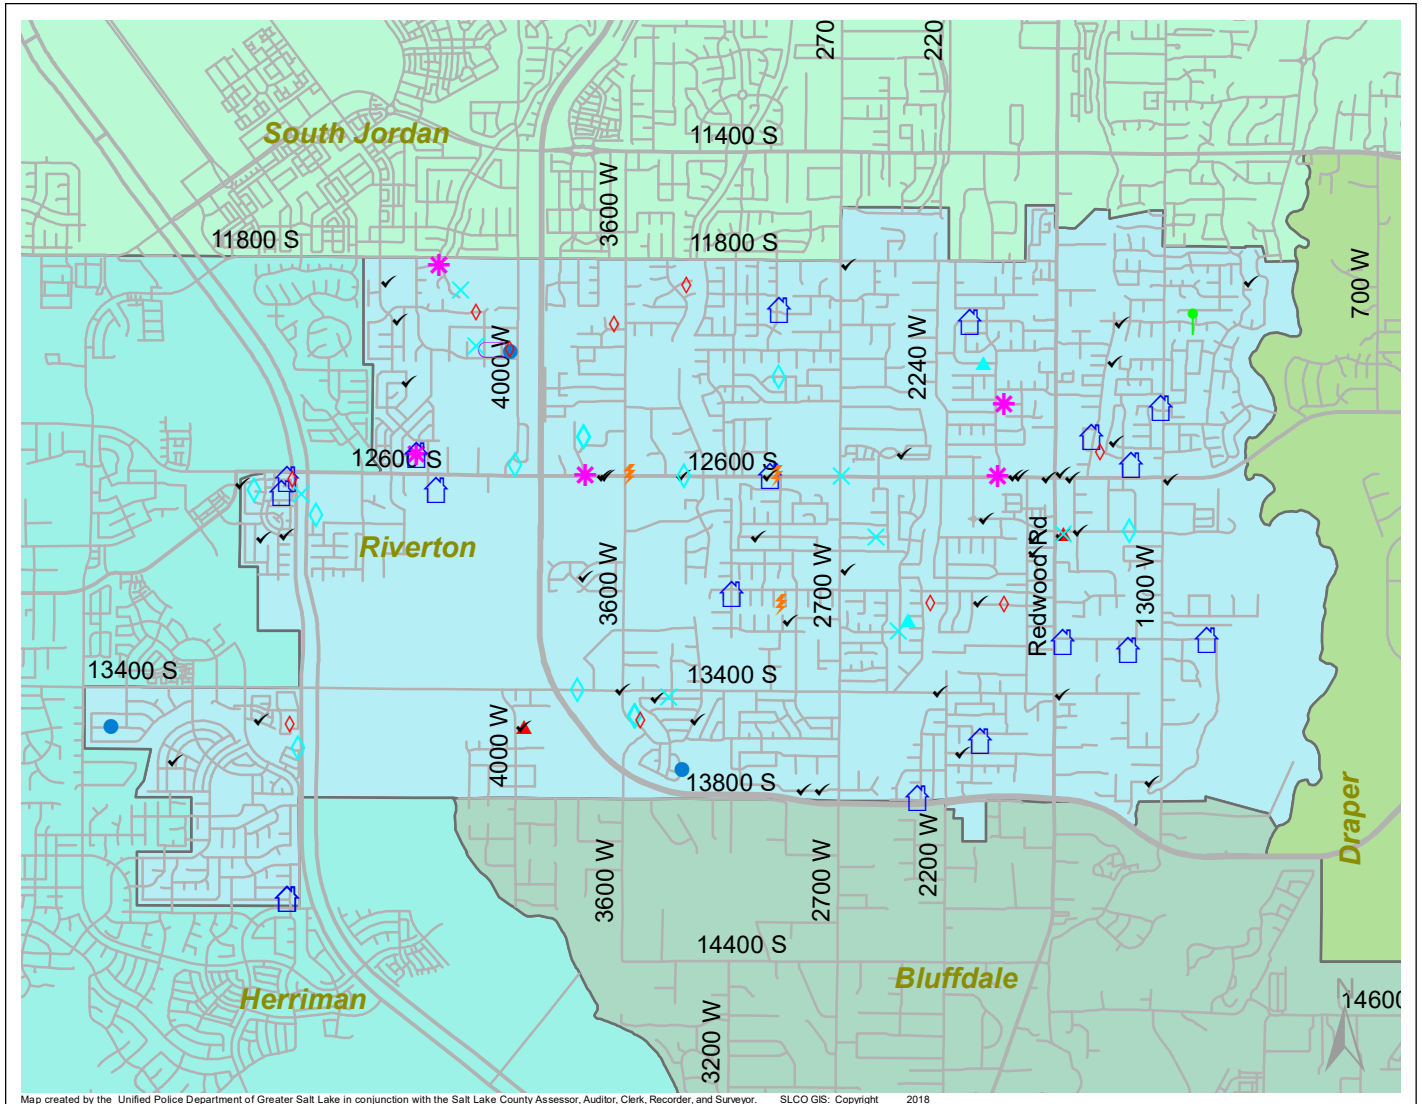 270
220
South Jordan
11400 S
3600 W
11800 S
11800 S
700 W
4000 W
2240 W
12600 S
12600 S
Riverton
Redwood Rd
3600 W
2700 W
1300 W
13400 S
13400 S
4000 W
13800 S
Draper
3600 W
2700 W
2200 W
14400 S
Bluffdale
Herriman
N
14600
3200 W
Map created by the Unified Police Department of Greater Salt Lake in conjunction with the Salt Lake County Assessor, Auditor, Clerk, Recorder, and Surveyor. SLCO GIS: Copyright 2018